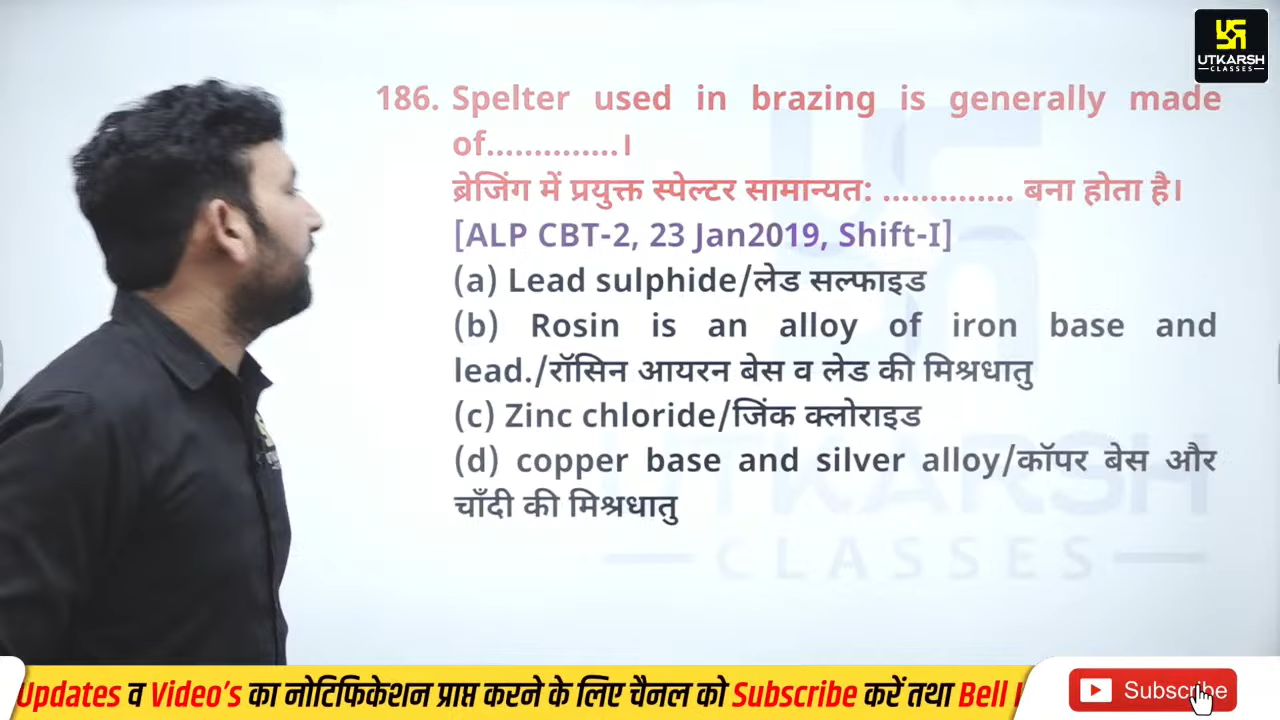 UTKARSH
CLASSES
186. Spelter used in brazing is generally made
of..............।
ब्रेजिंग में प्रयुक्त स्पेल्टर सामान्यत: .............. बना होता है।
[ALP CBT-2, 23 Jan2019, Shift-I]
(a) Lead sulphide/लेड सल्फाइड
(b) Rosin is an alloy of iron base and
lead./रॉसिन आयरन बेस व लेड की मिश्रधातु
(c) Zinc chloride/जिंक क्लोराइड
(d) copper base and silver alloy/कॉपर बेस और
चाँदी की मिश्रधातु
UTKARSH
CLASSES
Updates व Video's का नोटिफिकेशन प्राप्त करने के लिए चैनल को Subscribe करें तथा Bell
Subscribe